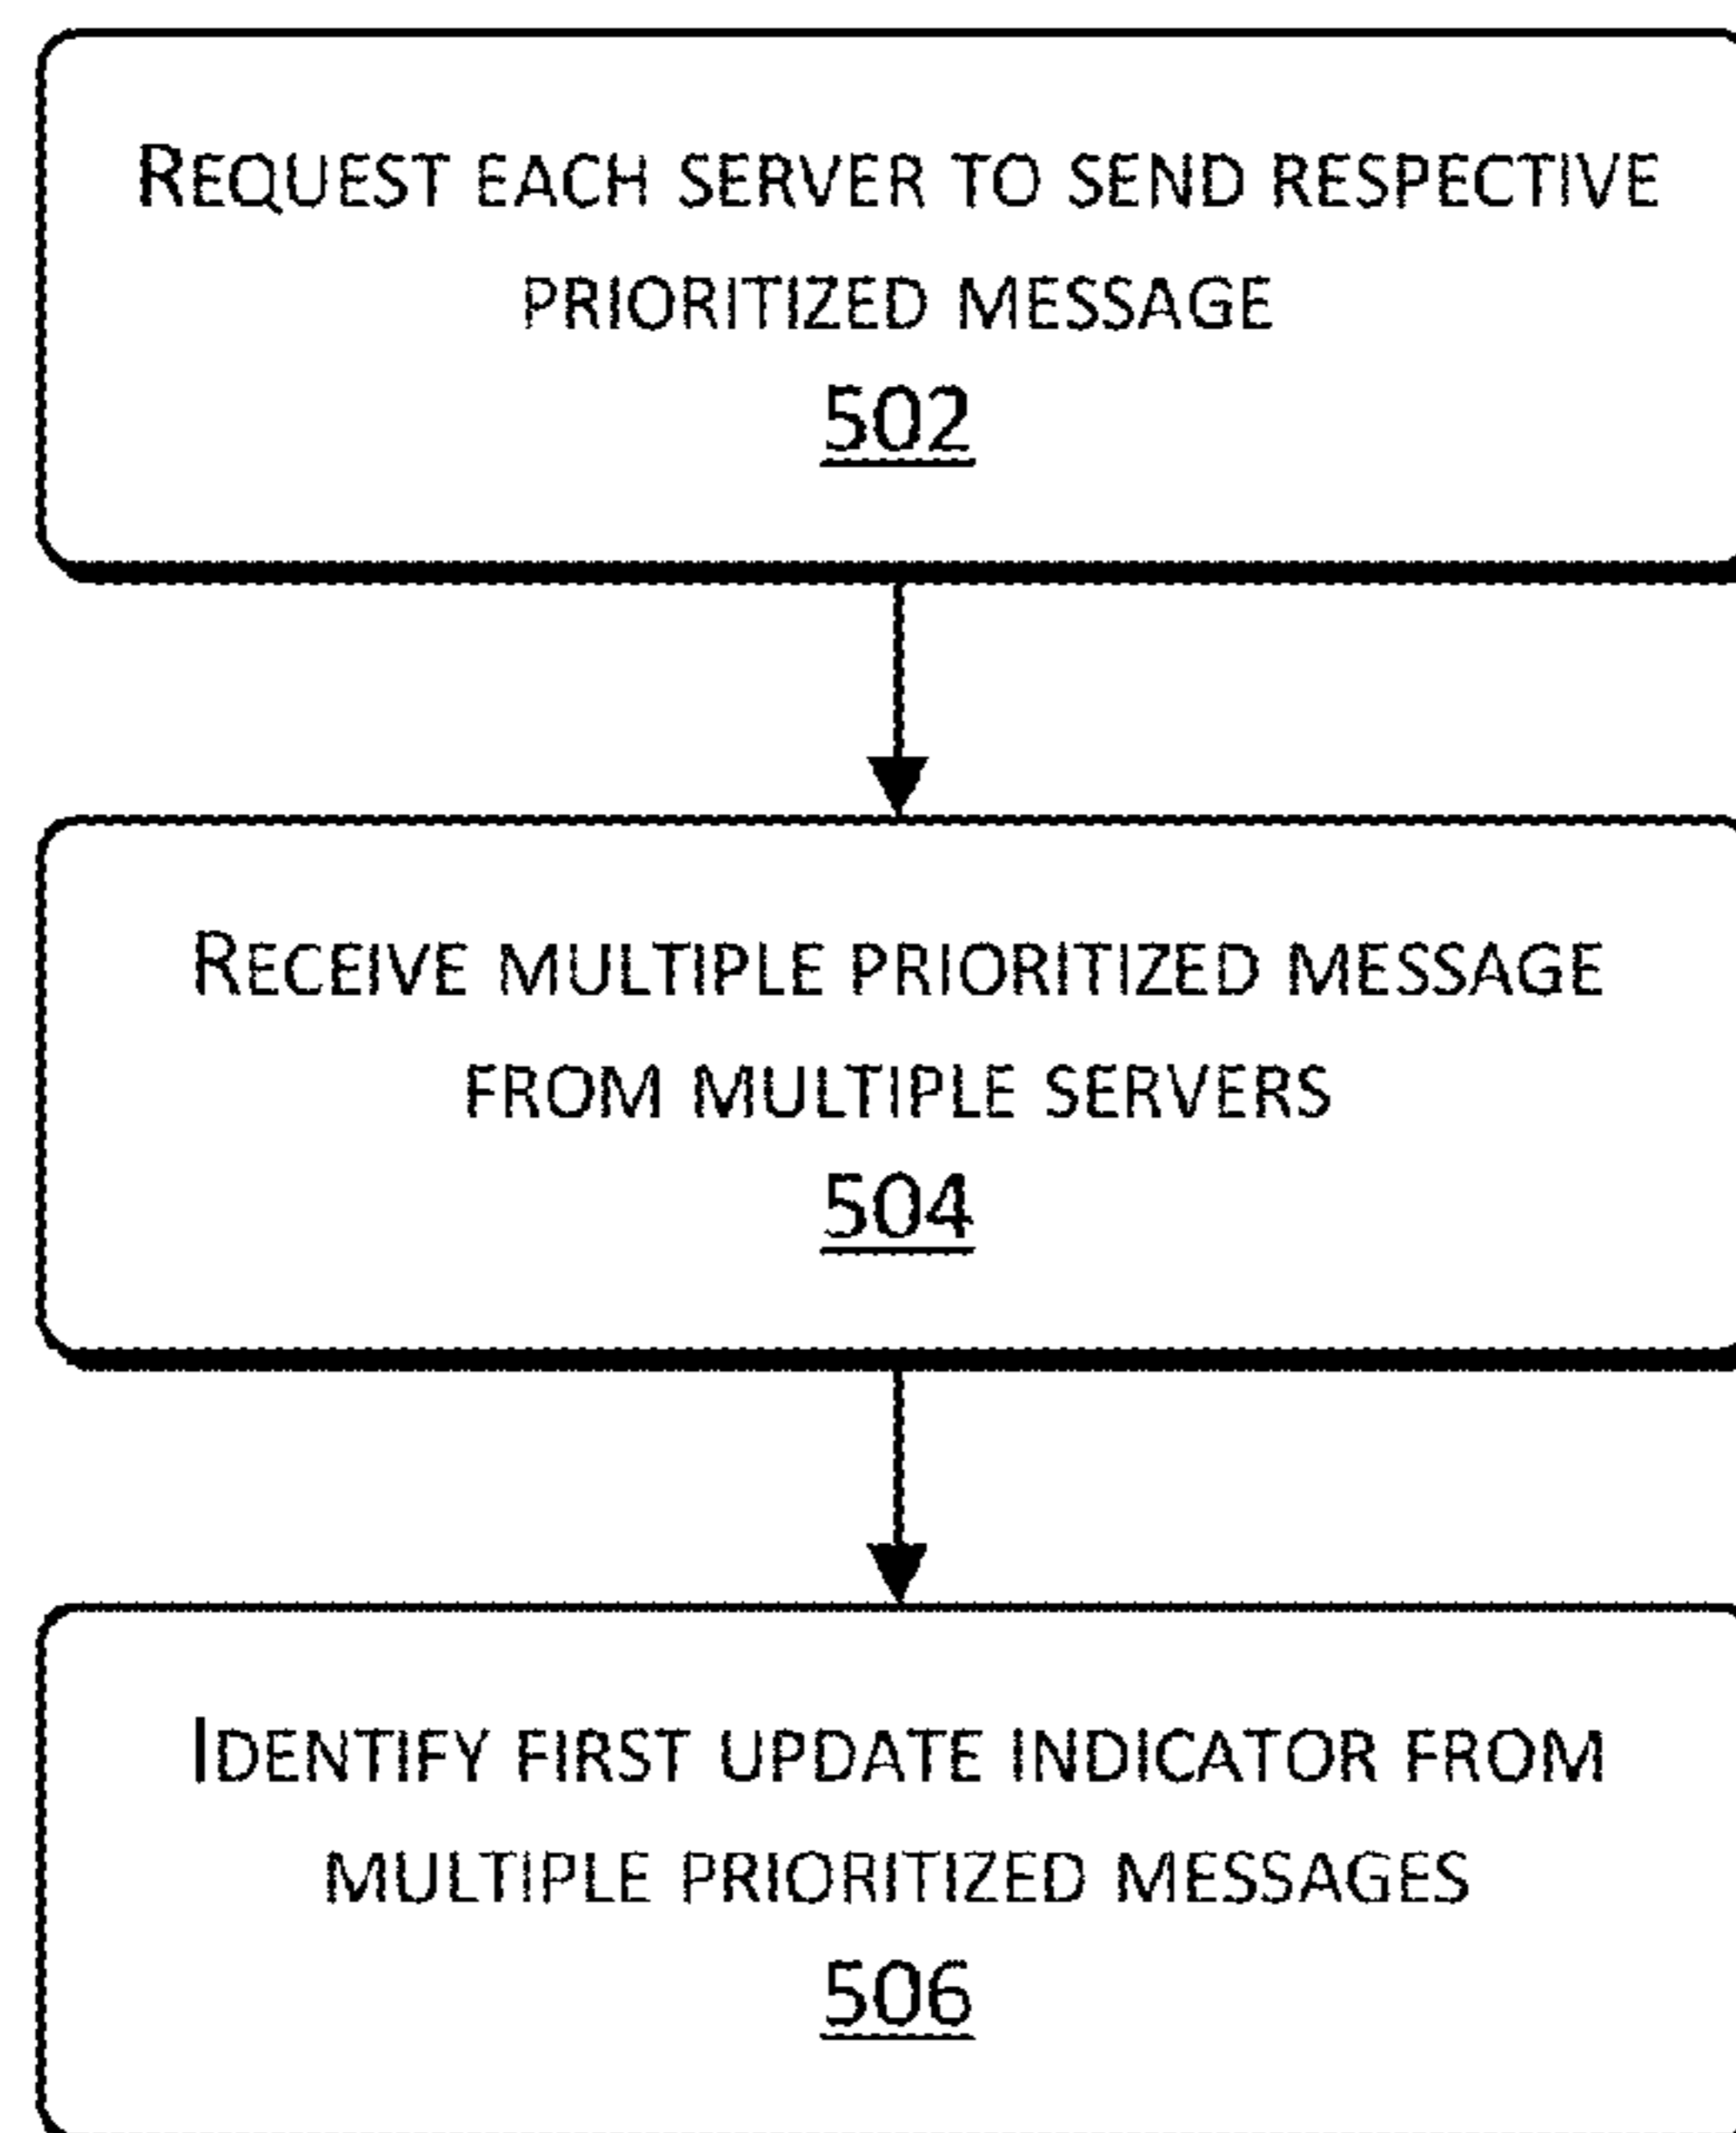 Request each server to send respective
prioritized message
502
Receive multiple prioritized message
from multiple servers
504
Identify first update indicator from
multiple prioritized messages
506